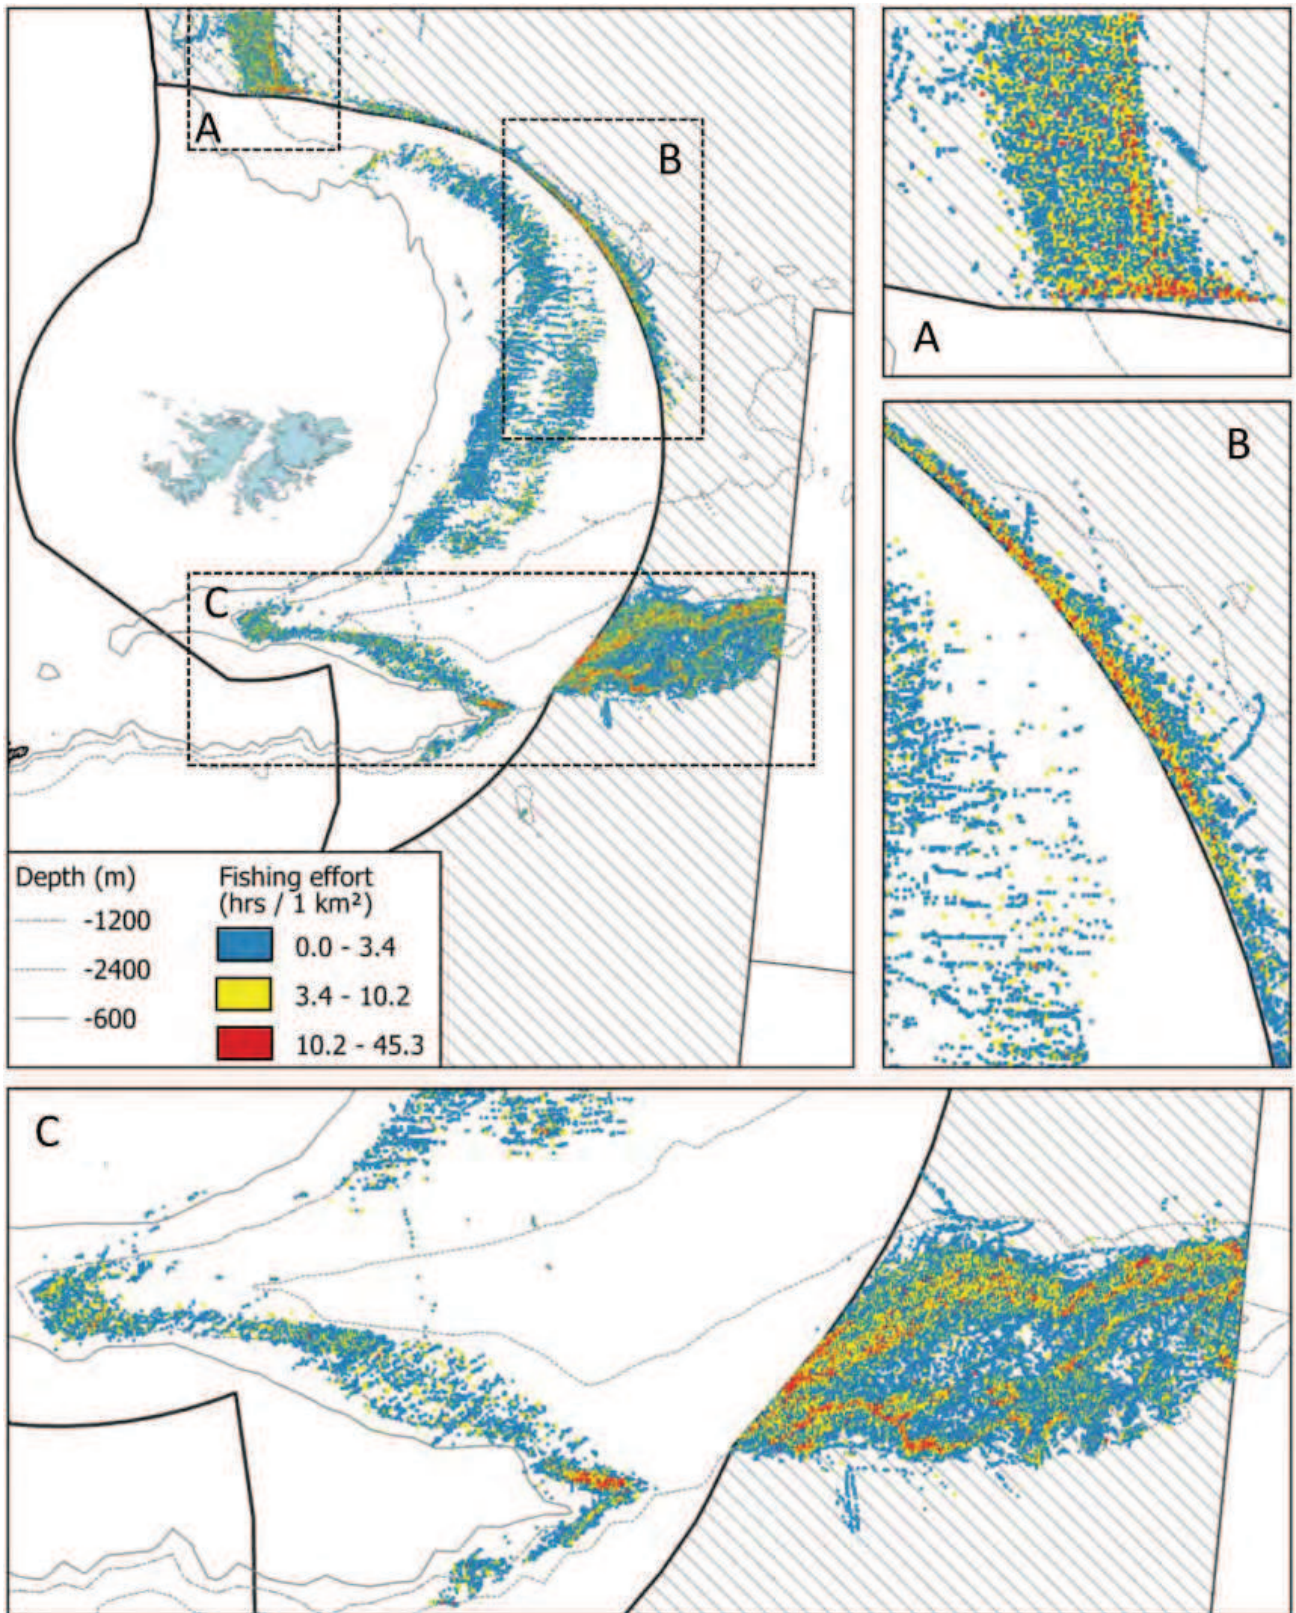 A
B
C
Depth (m)
-1200
-2400
-600
Fishing effort
(hrs / 1 km²)
0.0 - 3.4
3.4 - 10.2
10.2 - 45.3
A
B
C